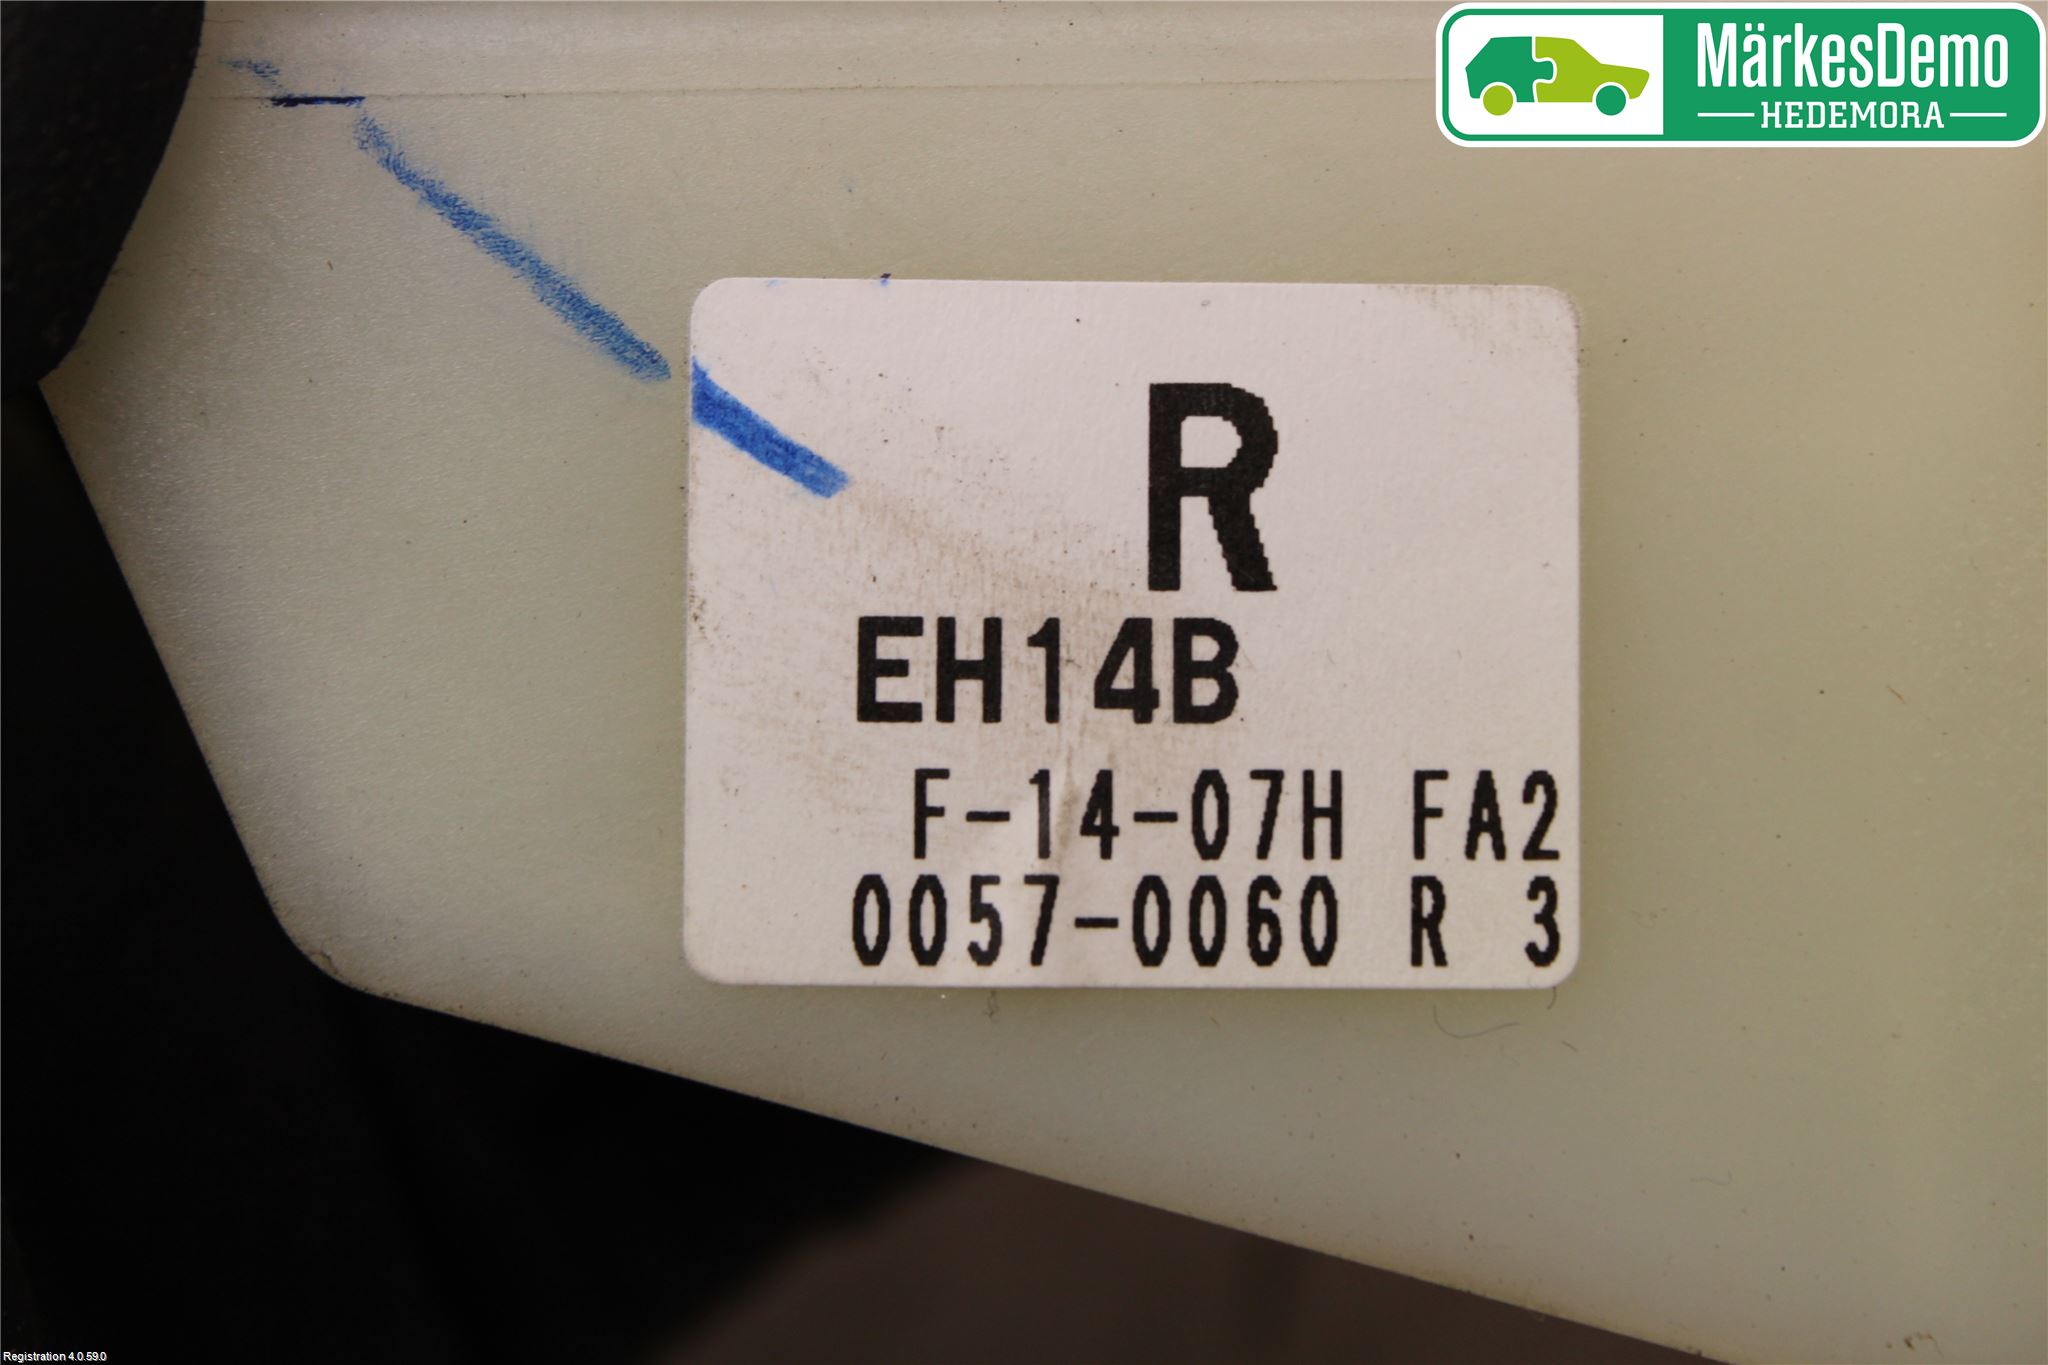 MärkesDemo
HEDEMORA
R
EH14B
F-14-07H FA2
0057-0060 R 3
Registration 4.0.59.0